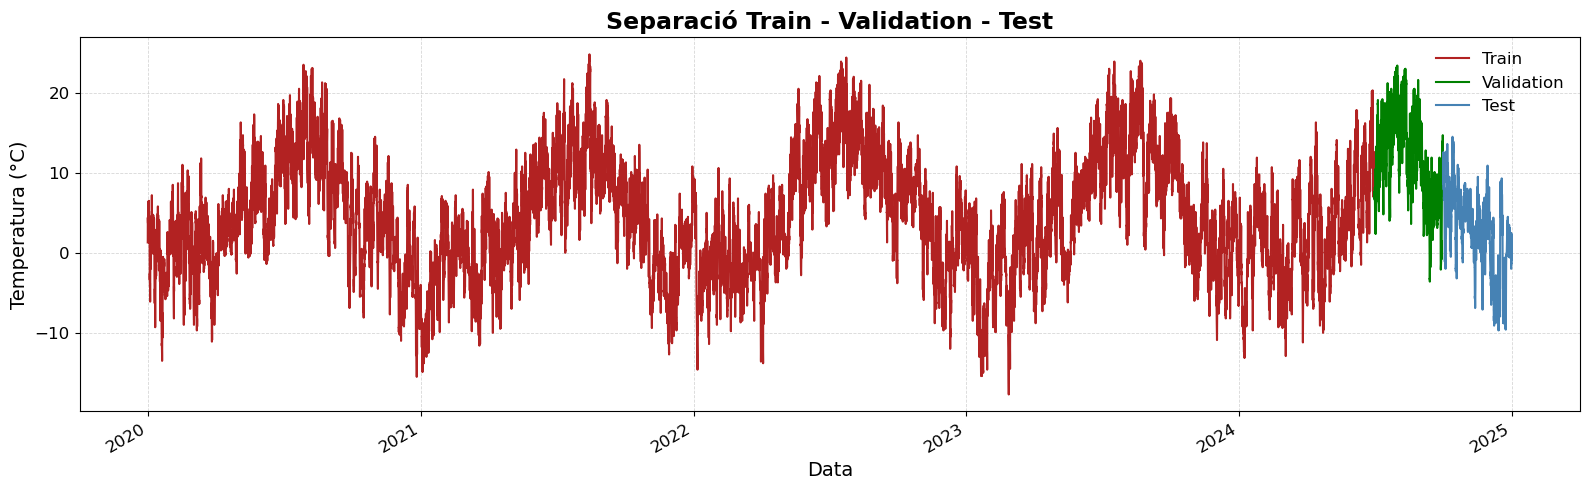 Separació Train - Validation - Test
Temperatura (°C)
20
10
0
−10
Train
Validation
Test
2020
2021
2022
2023
2024
2025
Data